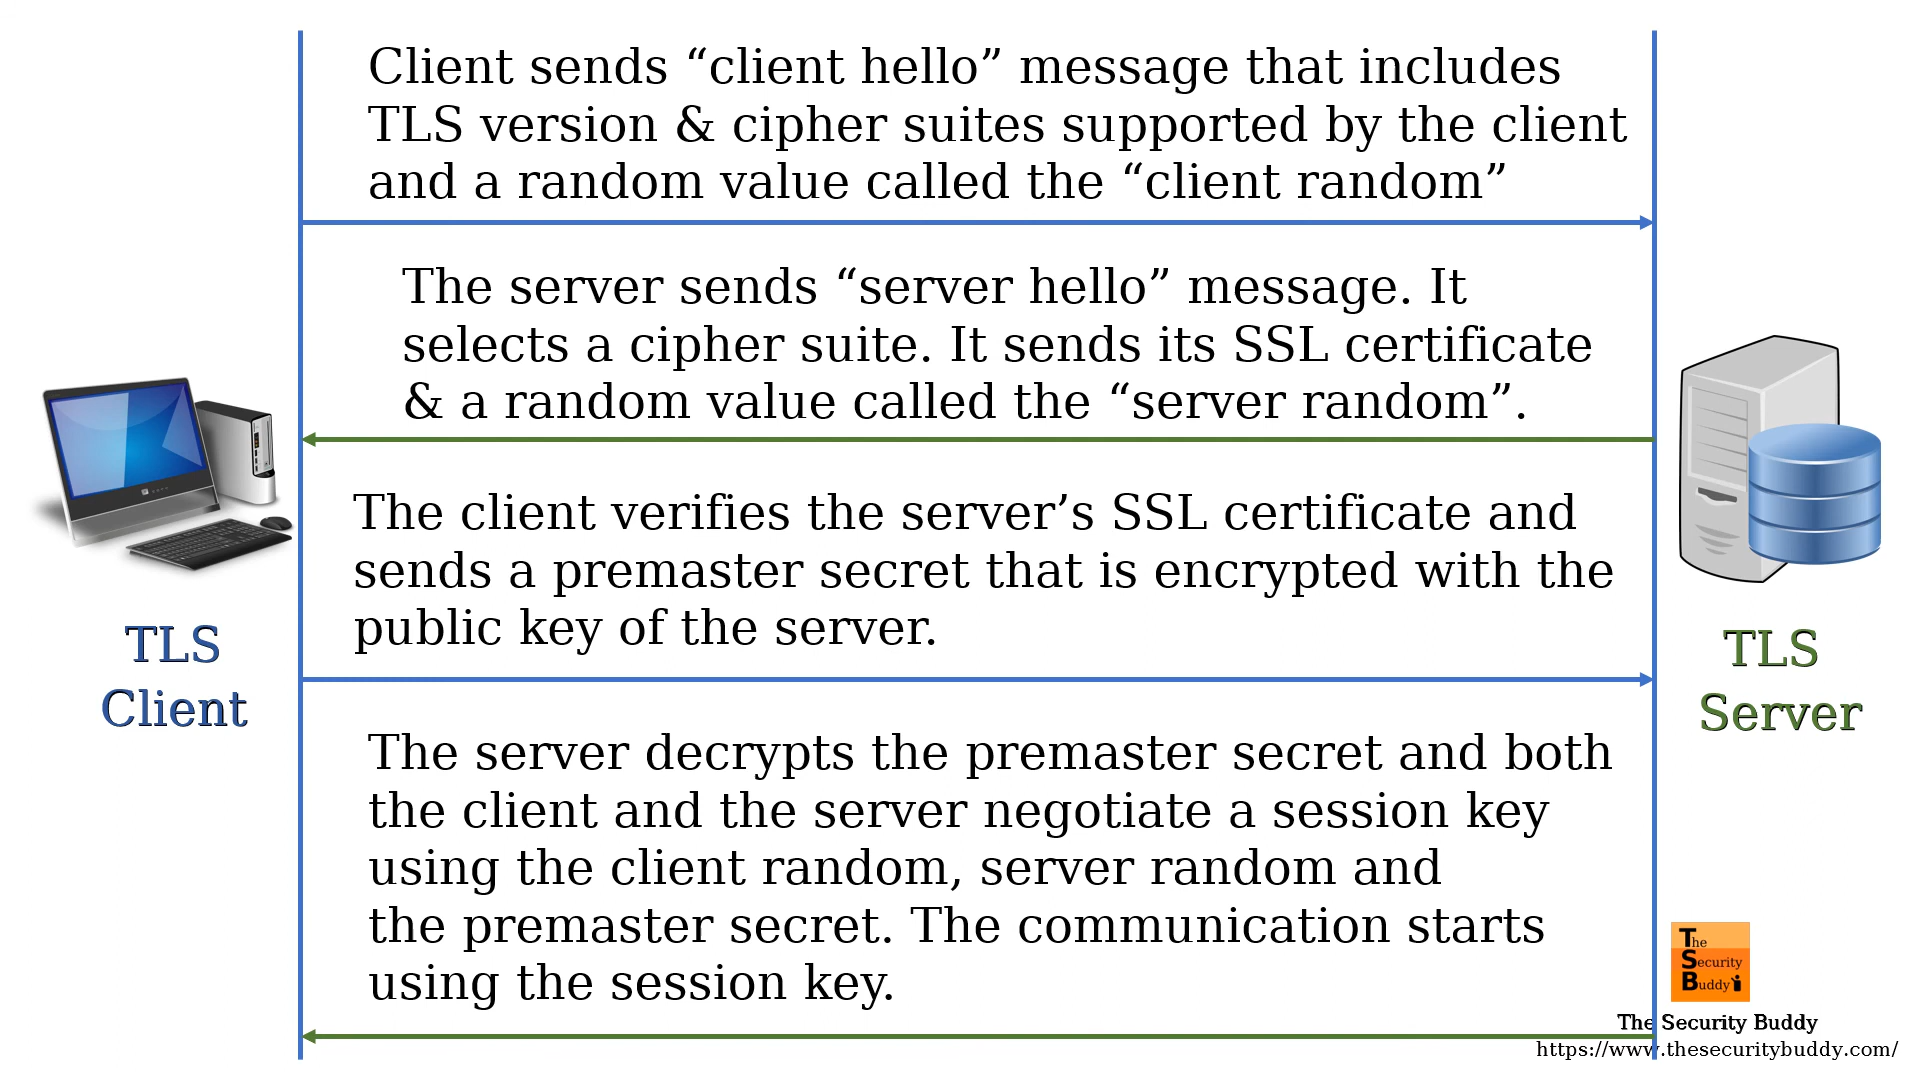 Client sends “client hello” message that includes
TLS version & cipher suites supported by the client
and a random value called the “client random”
The server sends “server hello” message. It
selects a cipher suite. It sends its SSL certificate
& a random value called the “server random”.
The client verifies the server’s SSL certificate and
sends a premaster secret that is encrypted with the
public key of the server.
TLS
Client
TLS
Server
The server decrypts the premaster secret and both
the client and the server negotiate a session key
using the client random, server random and
the premaster secret. The communication starts
using the session key.
The
Security
Buddy
The Security Buddy
https://www.thesecuritybuddy.com/